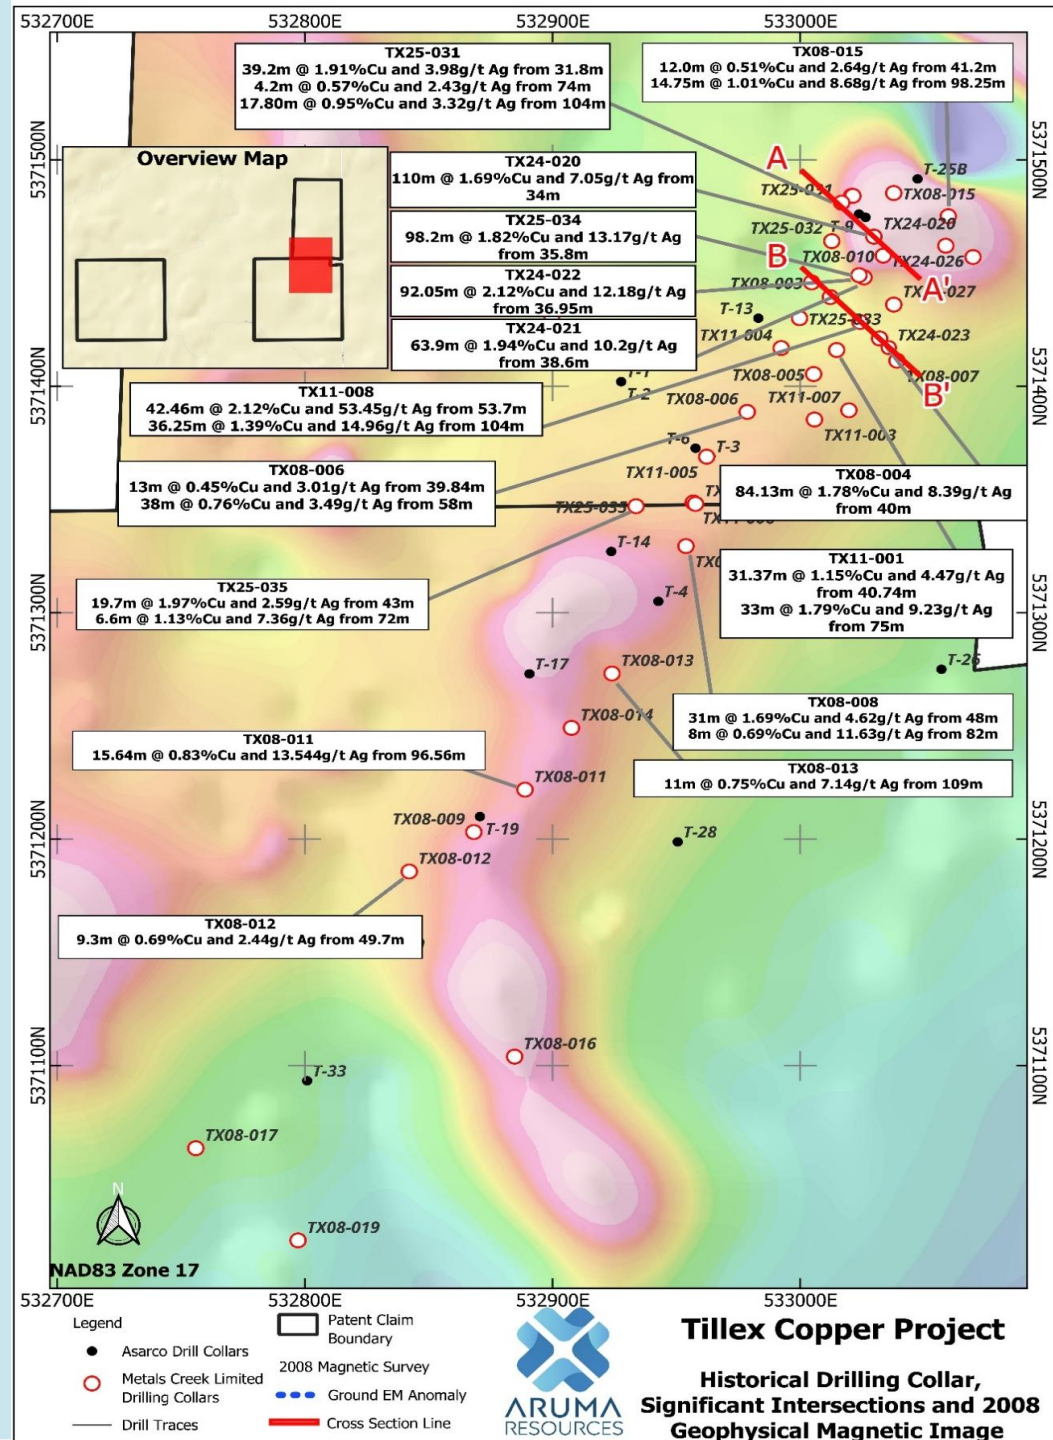 532700E
532800E
532900E
533000E
TX25-031
39.2m @ 1.91%Cu and 3.98g/t Ag from 31.8m
4.2m @ 0.57%Cu and 2.43g/t Ag from 74m
17.80m @ 0.95%Cu and 3.32g/t Ag from 104m
TX08-015
12.0m @ 0.51%Cu and 2.64g/t Ag from 41.2m
14.75m @ 1.01%Cu and 8.68g/t Ag from 98.25m
5371500N
5371500N
Overview Map
TX24-020
110m @ 1.69%Cu and 7.05g/t Ag from
34m
TX25-034
98.2m @ 1.82%Cu and 13.17g/t Ag
from 35.8m
TX24-022
92.05m @ 2.12%Cu and 12.18g/t Ag
from 36.95m
TX24-021
63.9m @ 1.94%Cu and 10.2g/t Ag
from 38.6m
A
T-25B
TX08-015
T-9
TX24-020
TX25-032
TX08-010
TX24-026
B
A'
TX08-003
T-13
TX25-033
TX11-004
TX24-023
TX08-005
TX08-007
B'
5371400N
5371400N
T-2
TX08-006
TX11-007
TX11-003
TX11-008
42.46m @ 2.12%Cu and 53.45g/t Ag from 53.7m
36.25m @ 1.39%Cu and 14.96g/t Ag from 104m
T-6
T-3
TX11-005
TX08-006
13m @ 0.45%Cu and 3.01g/t Ag from 39.84m
38m @ 0.76%Cu and 3.49g/t Ag from 58m
TX08-004
84.13m @ 1.78%Cu and 8.39g/t Ag
from 40m
TX25-035
T-14
TX11-001
31.37m @ 1.15%Cu and 4.47g/t Ag
from 40.74m
33m @ 1.79%Cu and 9.23g/t Ag
from 75m
TX25-035
19.7m @ 1.97%Cu and 2.59g/t Ag from 43m
6.6m @ 1.13%Cu and 7.36g/t Ag from 72m
T-4
5371300N
5371300N
T-17
TX08-013
T-26
TX08-014
TX08-008
31m @ 1.69%Cu and 4.62g/t Ag from 48m
8m @ 0.69%Cu and 11.63g/t Ag from 82m
TX08-011
15.64m @ 0.83%Cu and 13.544g/t Ag from 96.56m
TX08-013
11m @ 0.75%Cu and 7.14g/t Ag from 109m
TX08-011
TX08-009
T-19
T-28
5371200N
5371200N
TX08-012
TX08-012
9.3m @ 0.69%Cu and 2.44g/t Ag from 49.7m
TX08-016
5371100N
5371100N
T-33
TX08-017
N
TX08-019
NAD83 Zone 17
532700E
532800E
532900E
533000E
Legend
Asarco Drill Collars
Metals Creek Limited
Drilling Collars
Drill Traces
Patent Claim
Boundary
2008 Magnetic Survey
Ground EM Anomaly
Cross Section Line
ARUMA
RESOURCES
Tillex Copper Project
Historical Drilling Collar,
Significant Intersections and 2008
Geophysical Magnetic Image